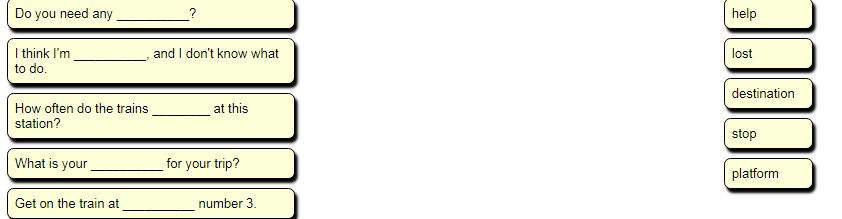 Do you need any __________?
I think I'm __________, and I don't know what
to do.
How often do the trains ________ at this
station?
What is your __________ for your trip?
Get on the train at __________ number 3.
help
lost
destination
stop
platform